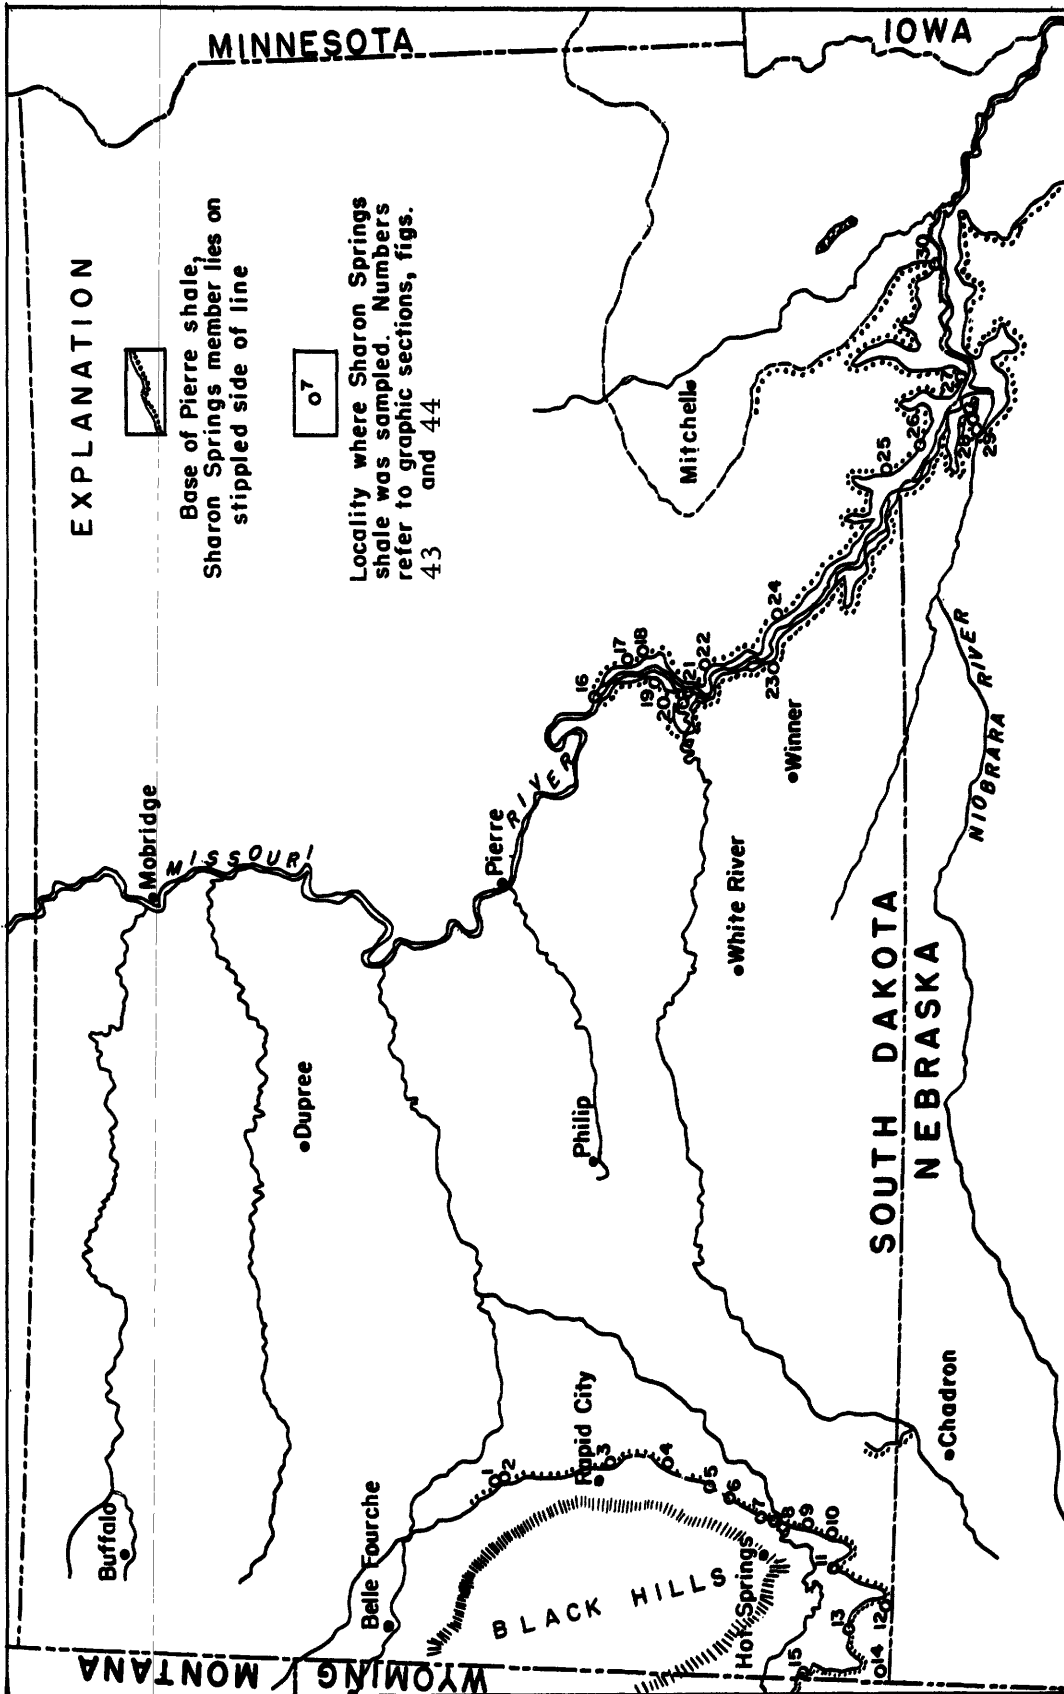 MINNESOTA
IOWA
EXPLANATION
Base of Pierre shale,
Sharon Springs member lies on
stippled side of line
7
Locality where Sharon Springs
shale was sampled. Numbers
refer to graphic sections, figs.
43 and 44
MONTANA
WYOMING
Buffalo
Mobridge
MISSOURI
RIVER
Dupree
Belle Fourche
Pierre
Philip
Rapid City
BLACK HILLS
Hot Springs
White River
Winner
Mitchell
SOUTH DAKOTA
NEBRASKA
NIOBRARA RIVER
Chadron
1
2
3
4
5
6
7
8
9
10
11
12
13
14
15
16
17
18
19
20
21
22
23
24
25
26
27
28
29
30